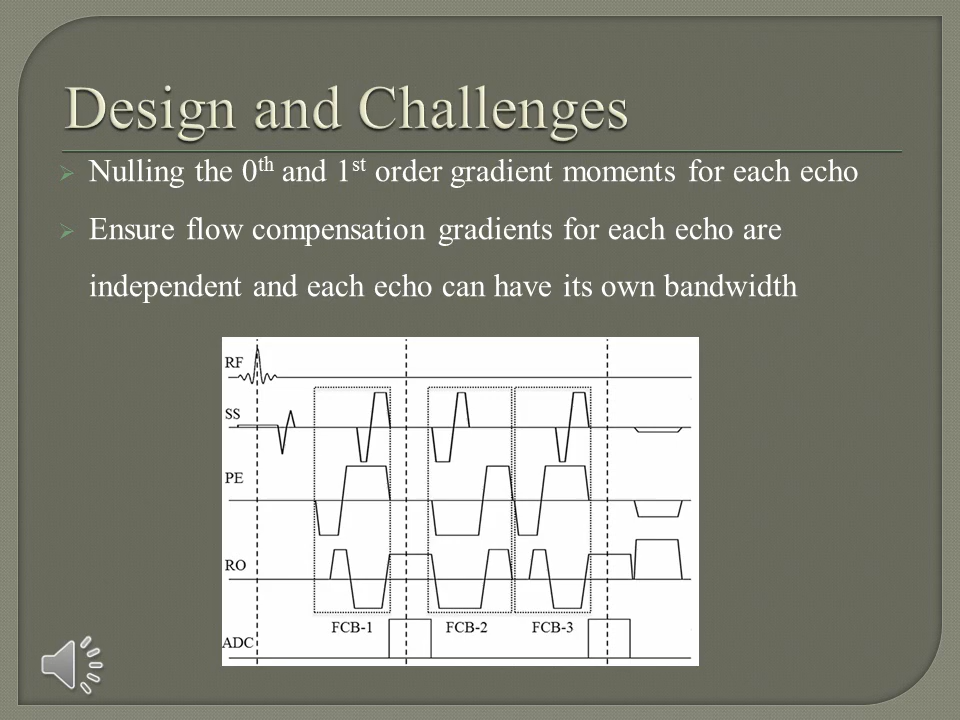 Design and Challenges
Nulling the 0th and 1st order gradient moments for each echo
Ensure flow compensation gradients for each echo are
independent and each echo can have its own bandwidth
RF
SS
PE
RO
FCB-1 FCB-2 FCB-3
ADC